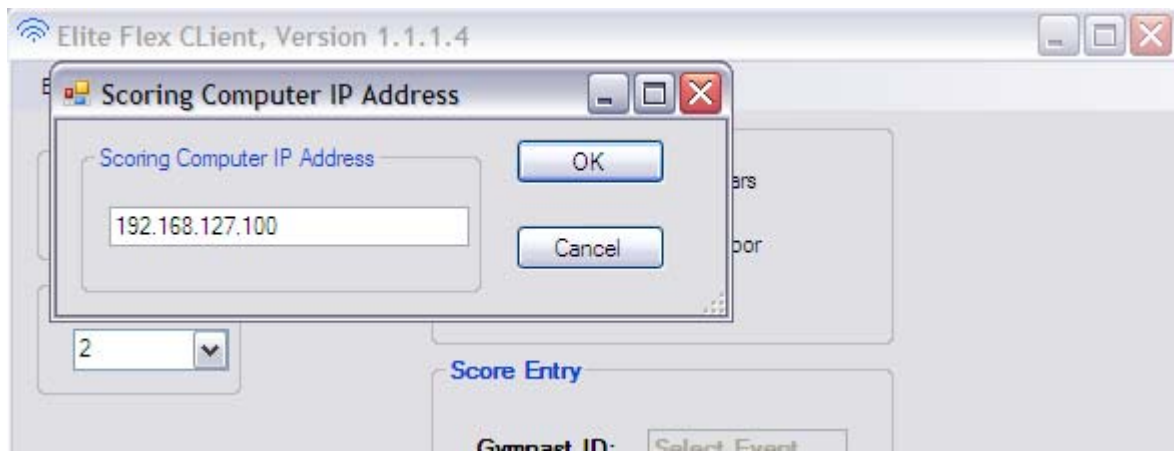 Elite Flex CLient, Version 1.1.1.4
Scoring Computer IP Address
Scoring Computer IP Address
OK
192.168.127.100
Cancel
2
Score Entry
Gymnast ID: Select Event